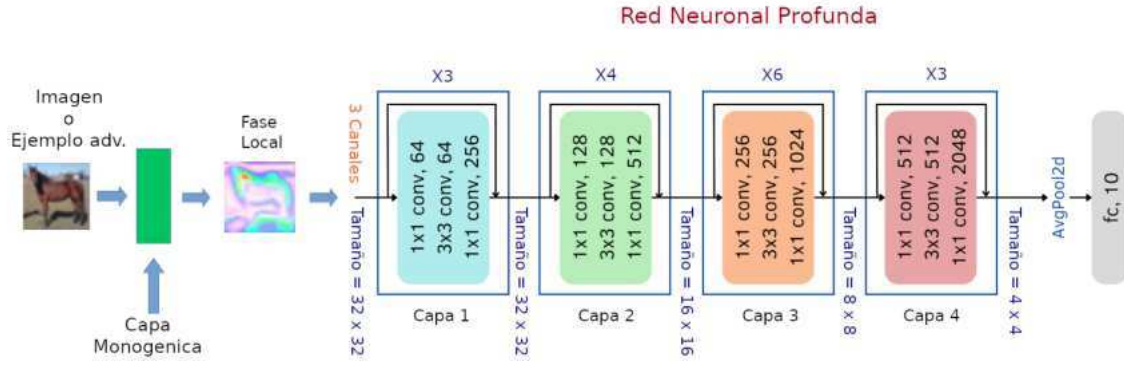 Red Neuronal Profunda
Imagen
o
Ejemplo adv.
Capa
Monogenica
Fase
Local
3 Canales
Tamaño = 32 x 32
X3
1x1 conv, 64
3x3 conv, 64
1x1 conv, 256
Capa 1
Tamaño = 32 x 32
X4
1x1 conv, 128
3x3 conv, 128
1x1 conv, 512
Capa 2
Tamaño = 16 x 16
X6
1x1 conv, 256
3x3 conv, 256
1x1 conv, 1024
Capa 3
Tamaño = 8 x 8
X3
1x1 conv, 512
3x3 conv, 512
1x1 conv, 2048
Capa 4
Tamaño = 4 x 4
AvgPool2d
fc, 10